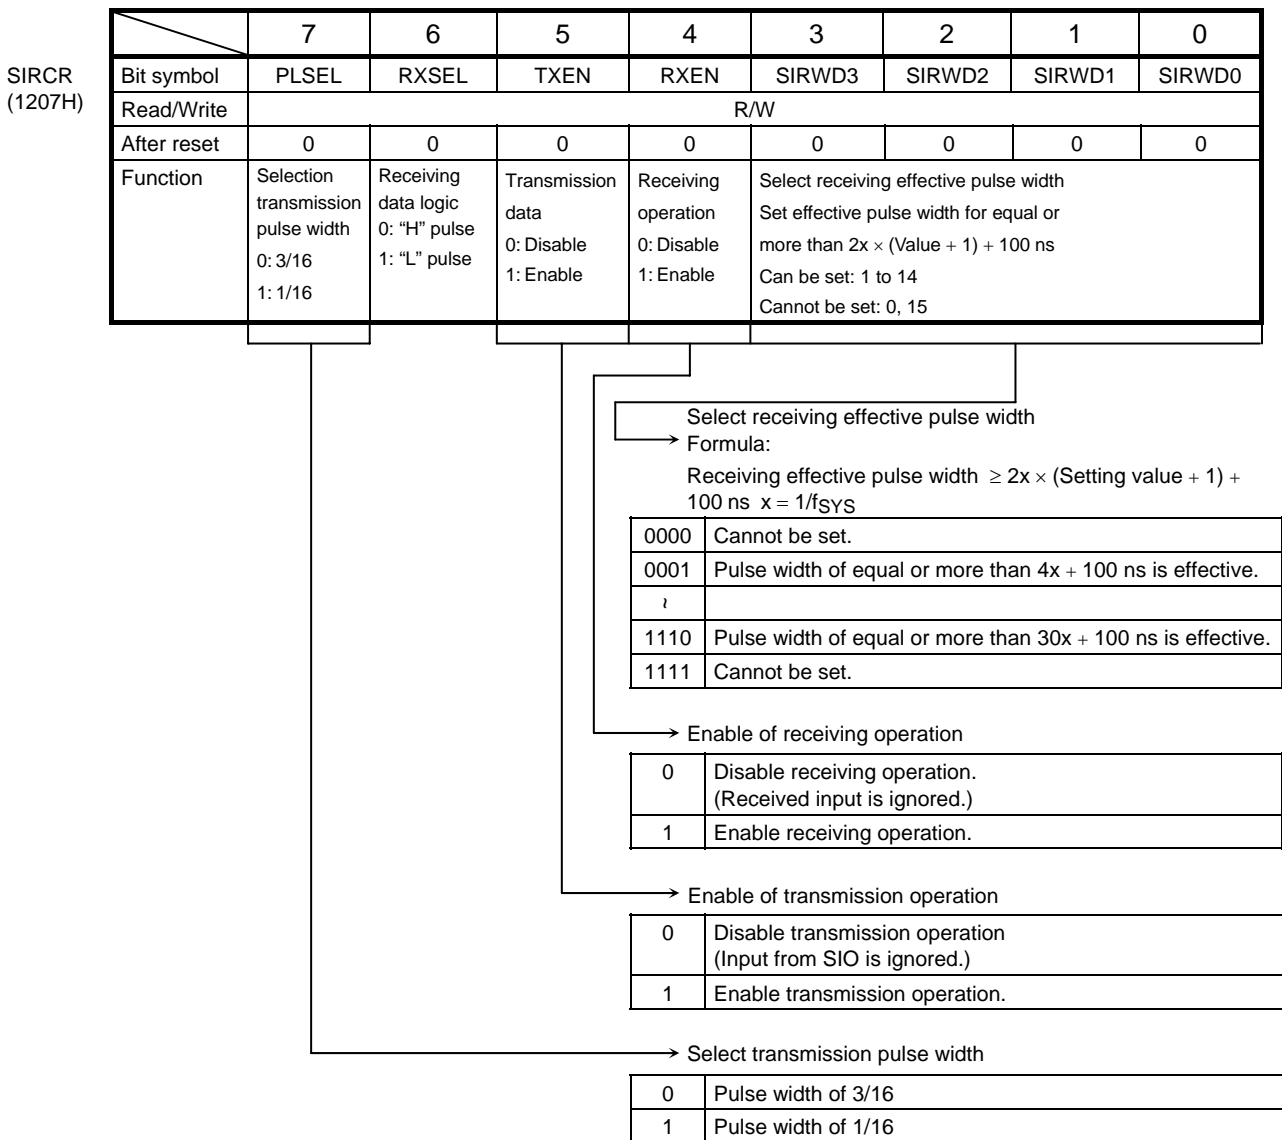 7 6 5 4 3 2 1 0
SIRCR
(1207H)
Bit symbol PLSEL RXSEL TXEN RXEN SIRWD3 SIRWD2 SIRWD1 SIRWD0
Read/Write R/W
After reset 0 0 0 0 0 0 0 0
Function
Selection
transmission
pulse width
0: 3/16
1: 1/16
Receiving
data logic
0: “H” pulse
1: “L” pulse
Transmission
data
0: Disable
1: Enable
Receiving
operation
0: Disable
1: Enable
Select receiving effective pulse width
Set effective pulse width for equal or
more than 2x × (Value + 1) + 100 ns
Can be set: 1 to 14
Cannot be set: 0, 15
Select receiving effective pulse width
Formula:
Receiving effective pulse width ≥ 2x × (Setting value + 1) +
100 ns x = 1/fSYS
0000 Cannot be set.
0001 Pulse width of equal or more than 4x + 100 ns is effective.
≀
1110 Pulse width of equal or more than 30x + 100 ns is effective.
1111 Cannot be set.
Enable of receiving operation
0 Disable receiving operation.
(Received input is ignored.)
1 Enable receiving operation.
Enable of transmission operation
0 Disable transmission operation
(Input from SIO is ignored.)
1 Enable transmission operation.
Select transmission pulse width
0 Pulse width of 3/16
1 Pulse width of 1/16